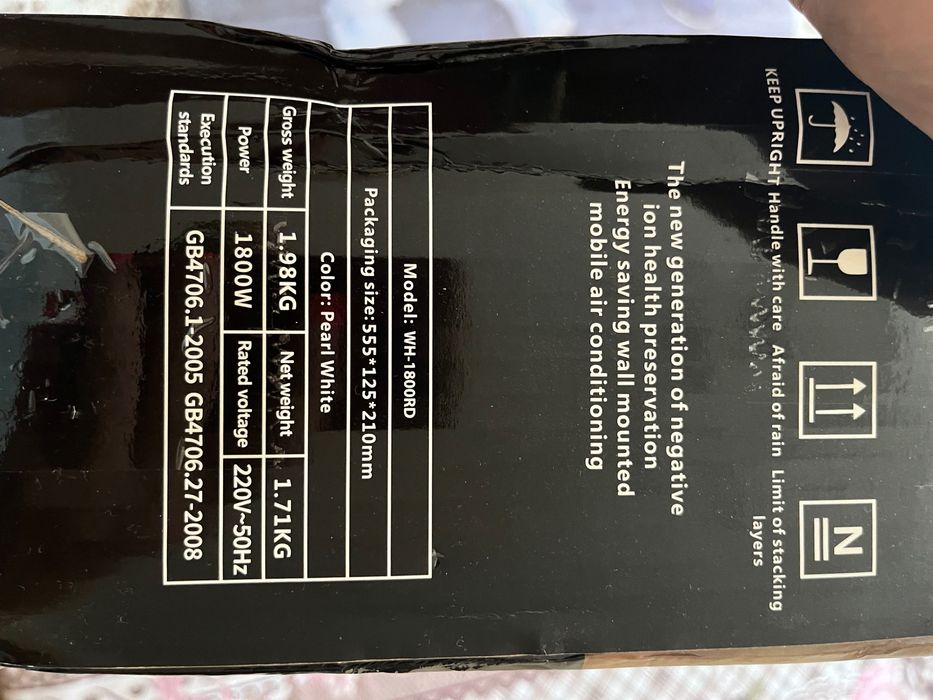 KEEP UPRIGHT Handle with care Afraid of rain Limit of stacking
layers
N
The new generation of negative
ion health preservation
Energy saving wall mounted
mobile air conditioning
Model: WH-1800RD
Packaging size:555*125*210mm
Color: Pearl White
Gross weight 1.98KG Net weight 1.71KG
Power 1800W Rated voltage 220V~50Hz
Execution
standards GB4706.1-2005 GB4706.27-2008